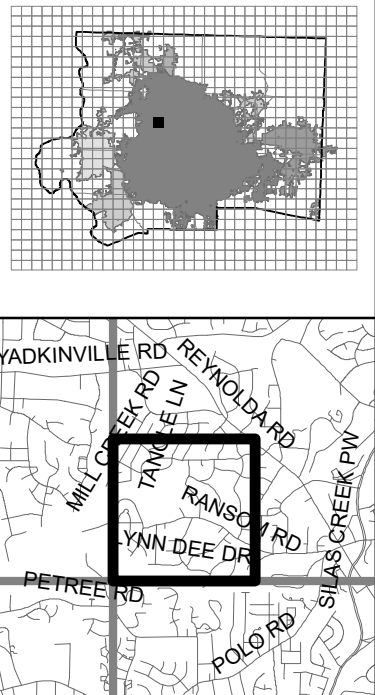 YADKINVILLE RD
REYNOLDA RD
MILL CREEK RD
TANGLE LN
SILAS CREEK PW
RANSOM RD
LYNN DEE DR
PETREE RD
POLO RD